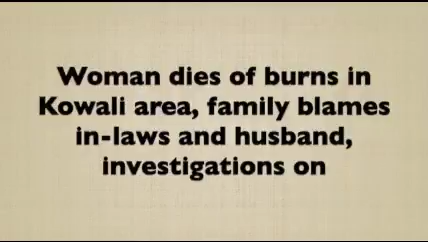 Woman dies of burns in
Kowali area, family blames
in-laws and husband,
investigations on